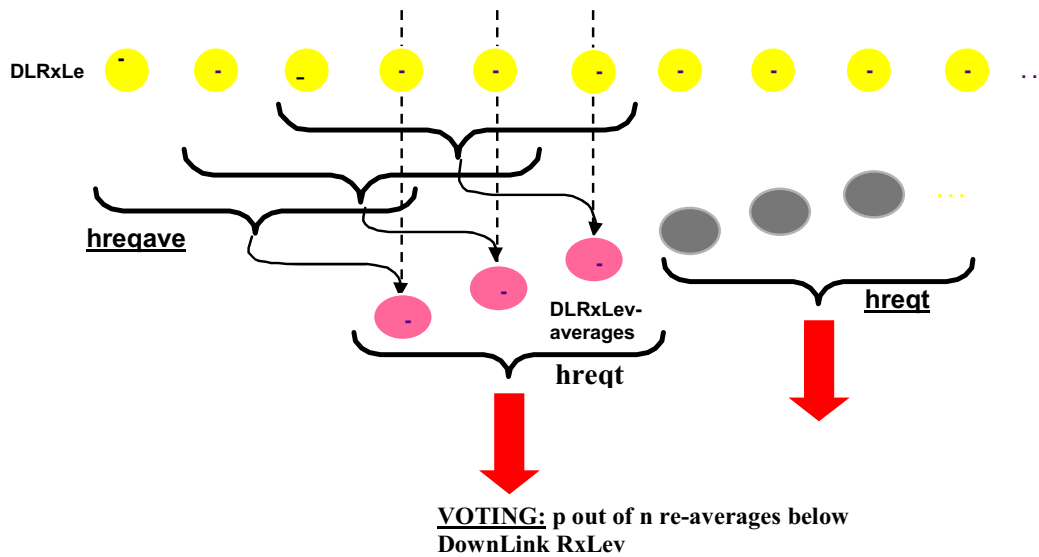 DLRxLe
- - - - - - - - - - ..
hreqave
...
- - -
DLRxLev-
averages
hreqt
hreqt
VOTING: p out of n re-averages below
DownLink RxLev